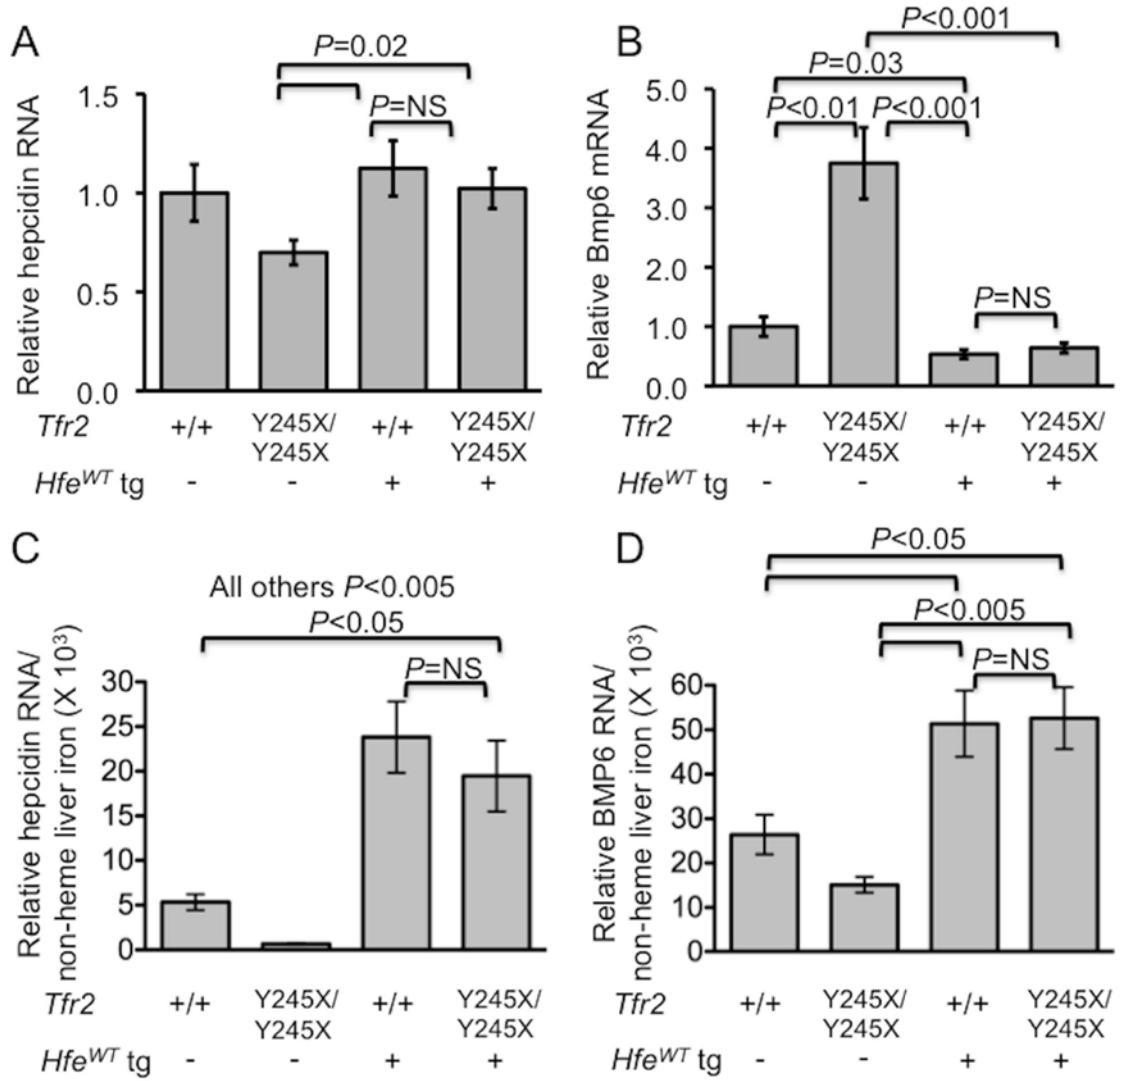 A
P=0.02
P=NS
Relative hepcidin RNA
1.5
1.0
0.5
0.0
Tfr2 +/+ Y245X/ +/+ Y245X/
Y245X Y245X
Hfe^WT tg - - + +
B
P<0.001
P=0.03
P<0.01 P<0.001
P=NS
Relative Bmp6 mRNA
5.0
4.0
3.0
2.0
1.0
0.0
Tfr2 +/+ Y245X/ +/+ Y245X/
Y245X Y245X
Hfe^WT tg - - + +
C
All others P<0.005
P<0.05
P=NS
Relative hepcidin RNA/
non-heme liver iron (X 10³)
30
25
20
15
10
5
0
Tfr2 +/+ Y245X/ +/+ Y245X/
Y245X Y245X
Hfe^WT tg - - + +
D
P<0.05
P<0.005
P=NS
Relative BMP6 RNA/
non-heme liver iron (X 10³)
60
50
40
30
20
10
0
Tfr2 +/+ Y245X/ +/+ Y245X/
Y245X Y245X
Hfe^WT tg - - + +